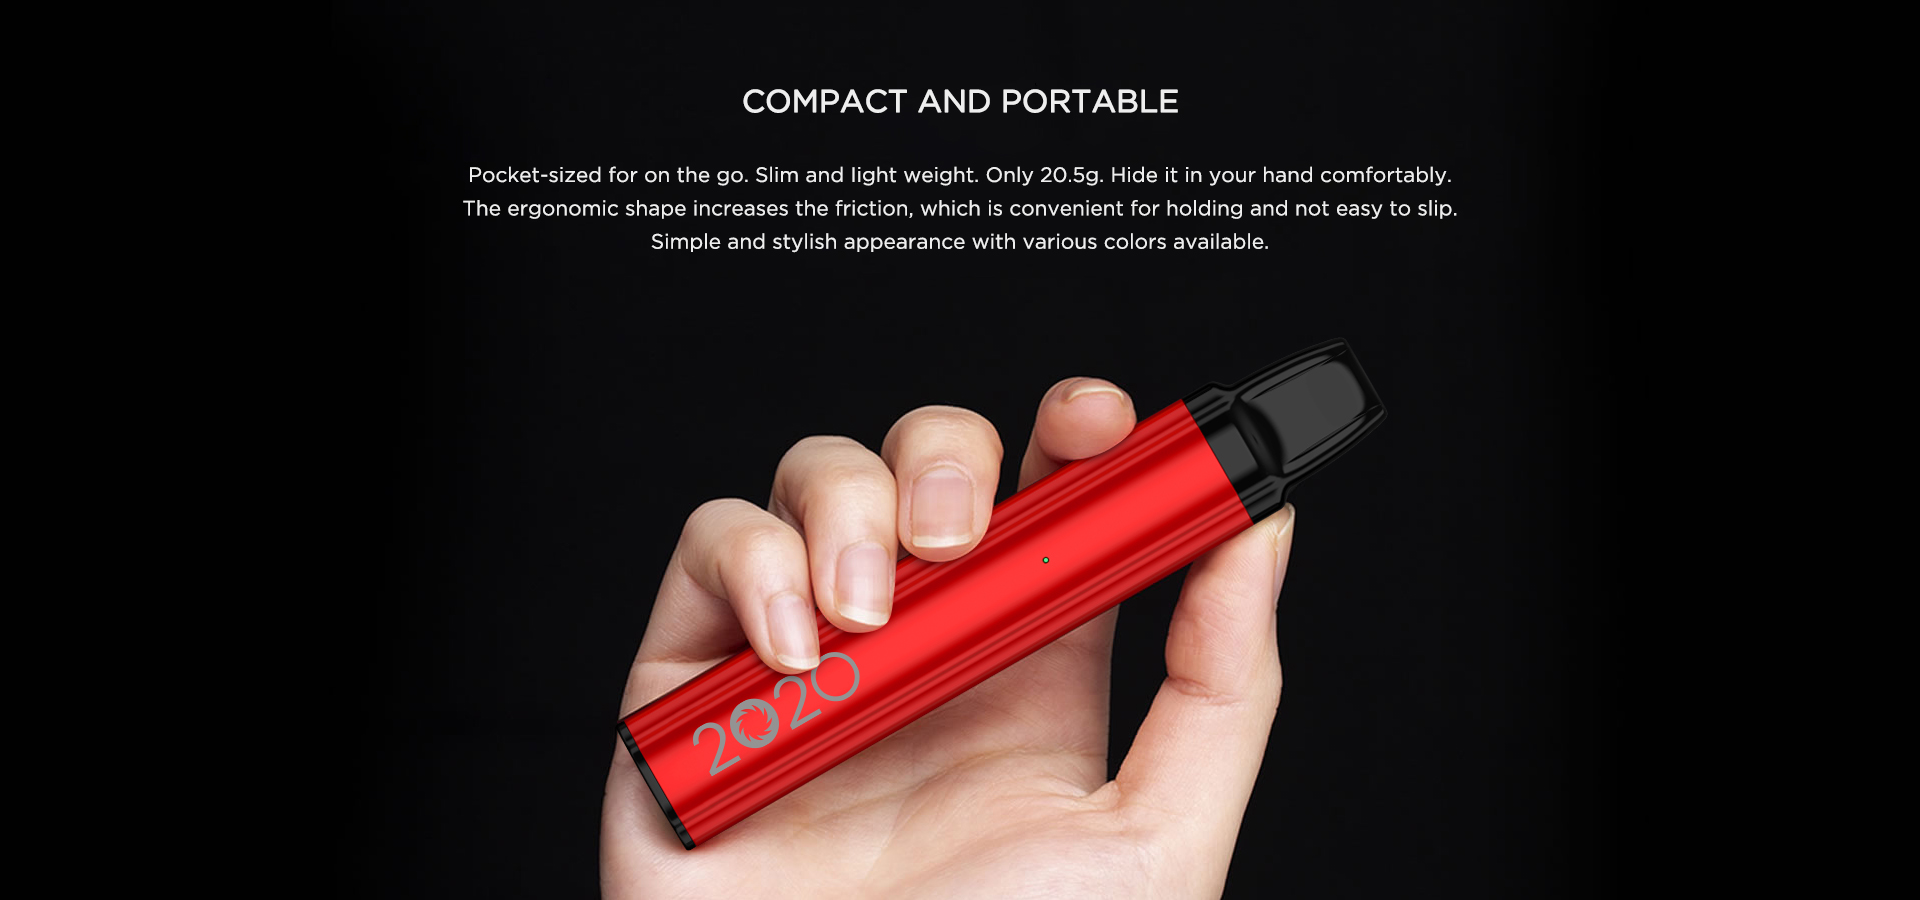 COMPACT AND PORTABLE
Pocket-sized for on the go. Slim and light weight. Only 20.5g. Hide it in your hand comfortably.
The ergonomic shape increases the friction, which is convenient for holding and not easy to slip.
Simple and stylish appearance with various colors available.
2020